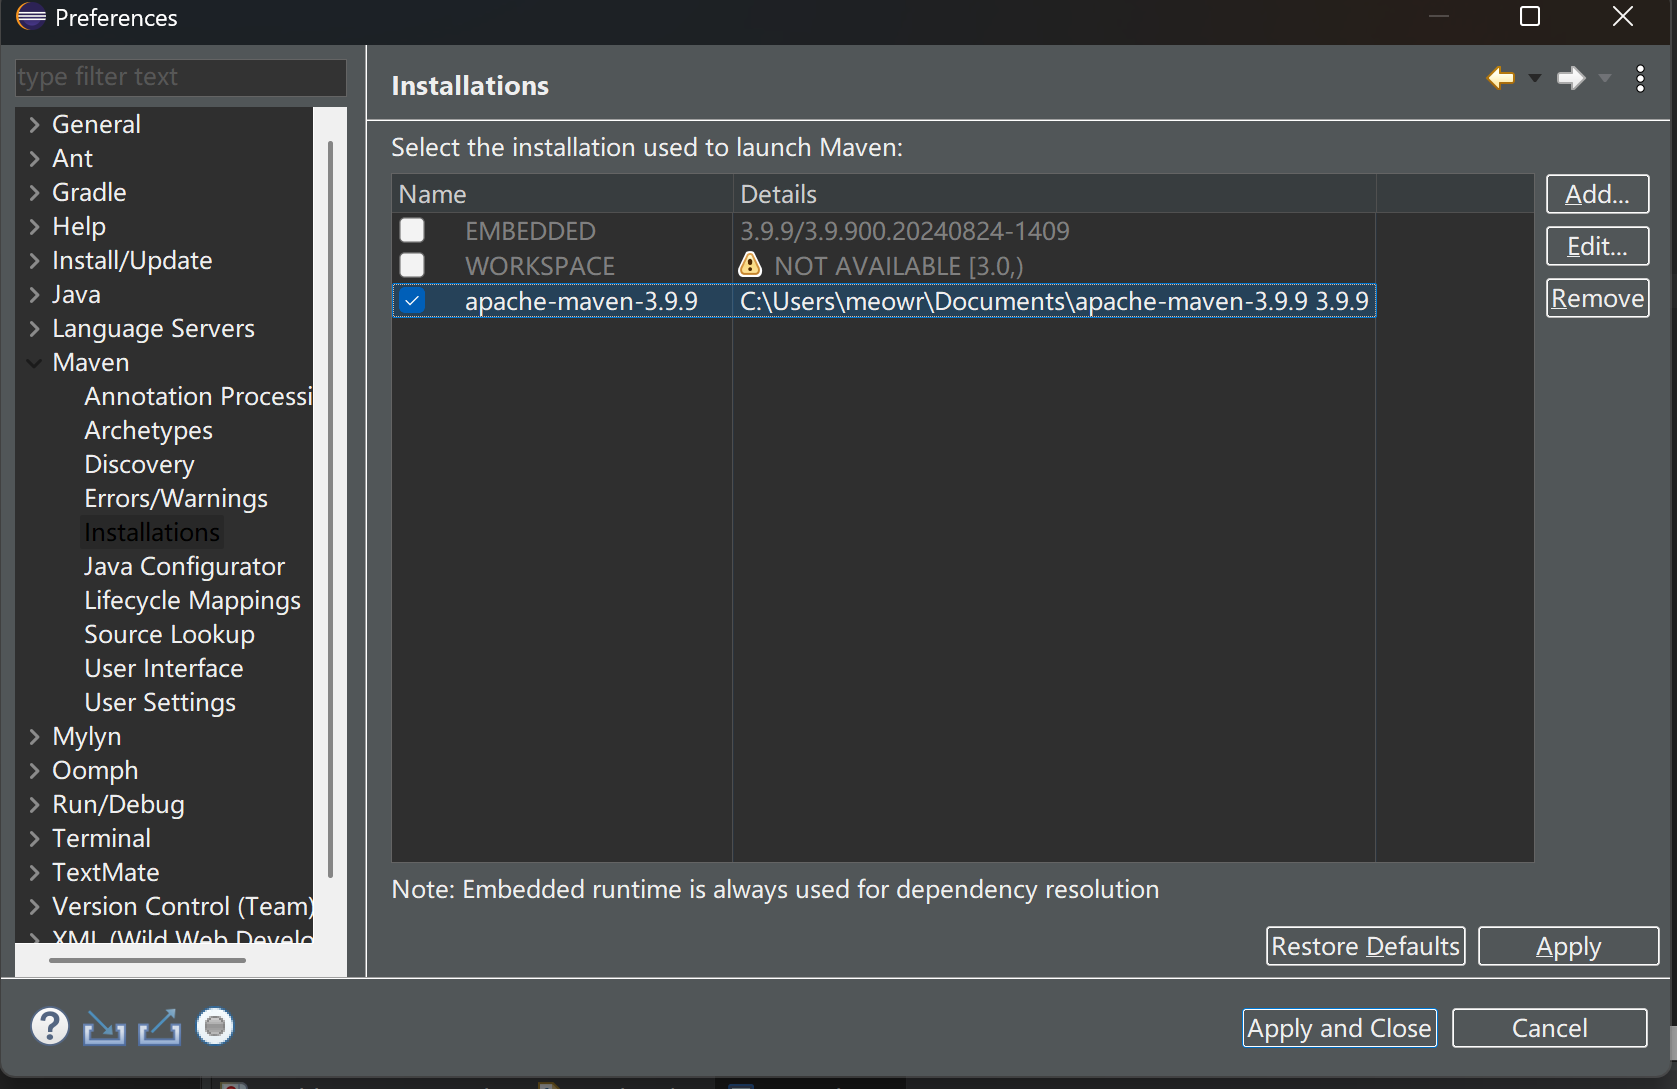 Preferences
type filter text
General
Ant
Gradle
Help
Install/Update
Java
Language Servers
Maven
Annotation Processi
Archetypes
Discovery
Errors/Warnings
Installations
Java Configurator
Lifecycle Mappings
Source Lookup
User Interface
User Settings
Mylyn
Oomph
Run/Debug
Terminal
TextMate
Version Control (Team)
XML (Wild Web Develo
Installations
Select the installation used to launch Maven:
Name Details
EMBEDDED 3.9.9/3.9.900.20240824-1409
WORKSPACE NOT AVAILABLE [3.0,)
apache-maven-3.9.9 C:\Users\meowr\Documents\apache-maven-3.9.9 3.9.9
Add...
Edit...
Remove
Note: Embedded runtime is always used for dependency resolution
Restore Defaults Apply
Apply and Close Cancel